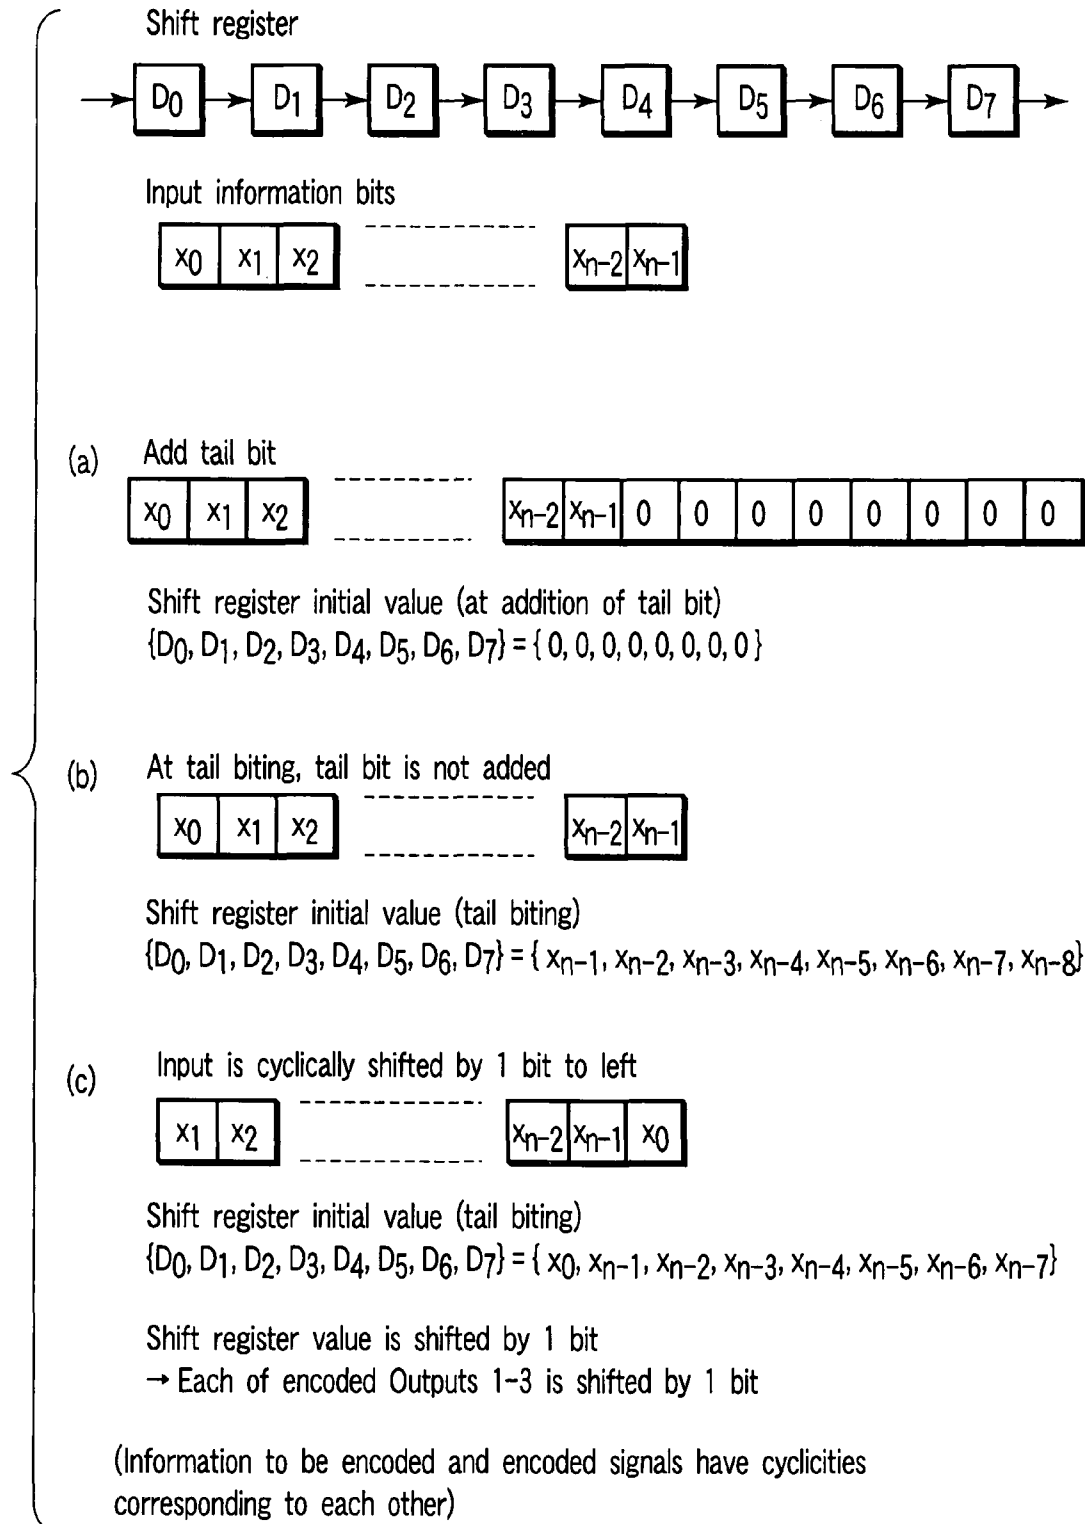 Shift register
D0 D1 D2 D3 D4 D5 D6 D7
Input information bits
x0 x1 x2 xn-2 xn-1
(a) Add tail bit
x0 x1 x2 xn-2 xn-1 0 0 0 0 0 0 0 0
Shift register initial value (at addition of tail bit)
{D0, D1, D2, D3, D4, D5, D6, D7} = { 0, 0, 0, 0, 0, 0, 0, 0 }
(b) At tail biting, tail bit is not added
x0 x1 x2 xn-2 xn-1
Shift register initial value (tail biting)
{D0, D1, D2, D3, D4, D5, D6, D7} = { xn-1, xn-2, xn-3, xn-4, xn-5, xn-6, xn-7, xn-8}
(c) Input is cyclically shifted by 1 bit to left
x1 x2 xn-2 xn-1 x0
Shift register initial value (tail biting)
{D0, D1, D2, D3, D4, D5, D6, D7} = { x0, xn-1, xn-2, xn-3, xn-4, xn-5, xn-6, xn-7}
Shift register value is shifted by 1 bit
→ Each of encoded Outputs 1-3 is shifted by 1 bit
(Information to be encoded and encoded signals have cyclicities
corresponding to each other)